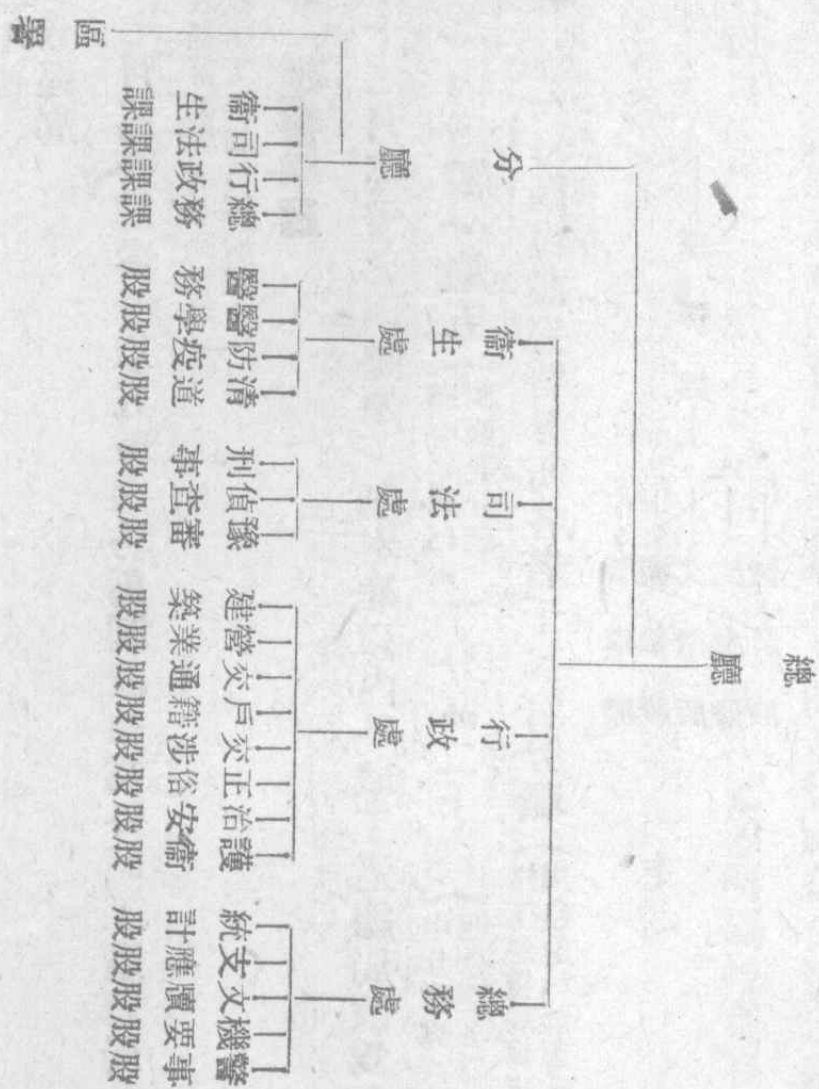 總廳
總務處
警事股
機要股
文牘股
支應股
統計股
行政處
護衛股
治安股
正俗股
交涉股
戶籍股
交通股
營業股
建築股
司法處
豫審股
偵查股
刑事股
衛生處
清道股
防疫股
醫學股
醫務股
分廳
總務課
行政課
司法課
衛生課
區署